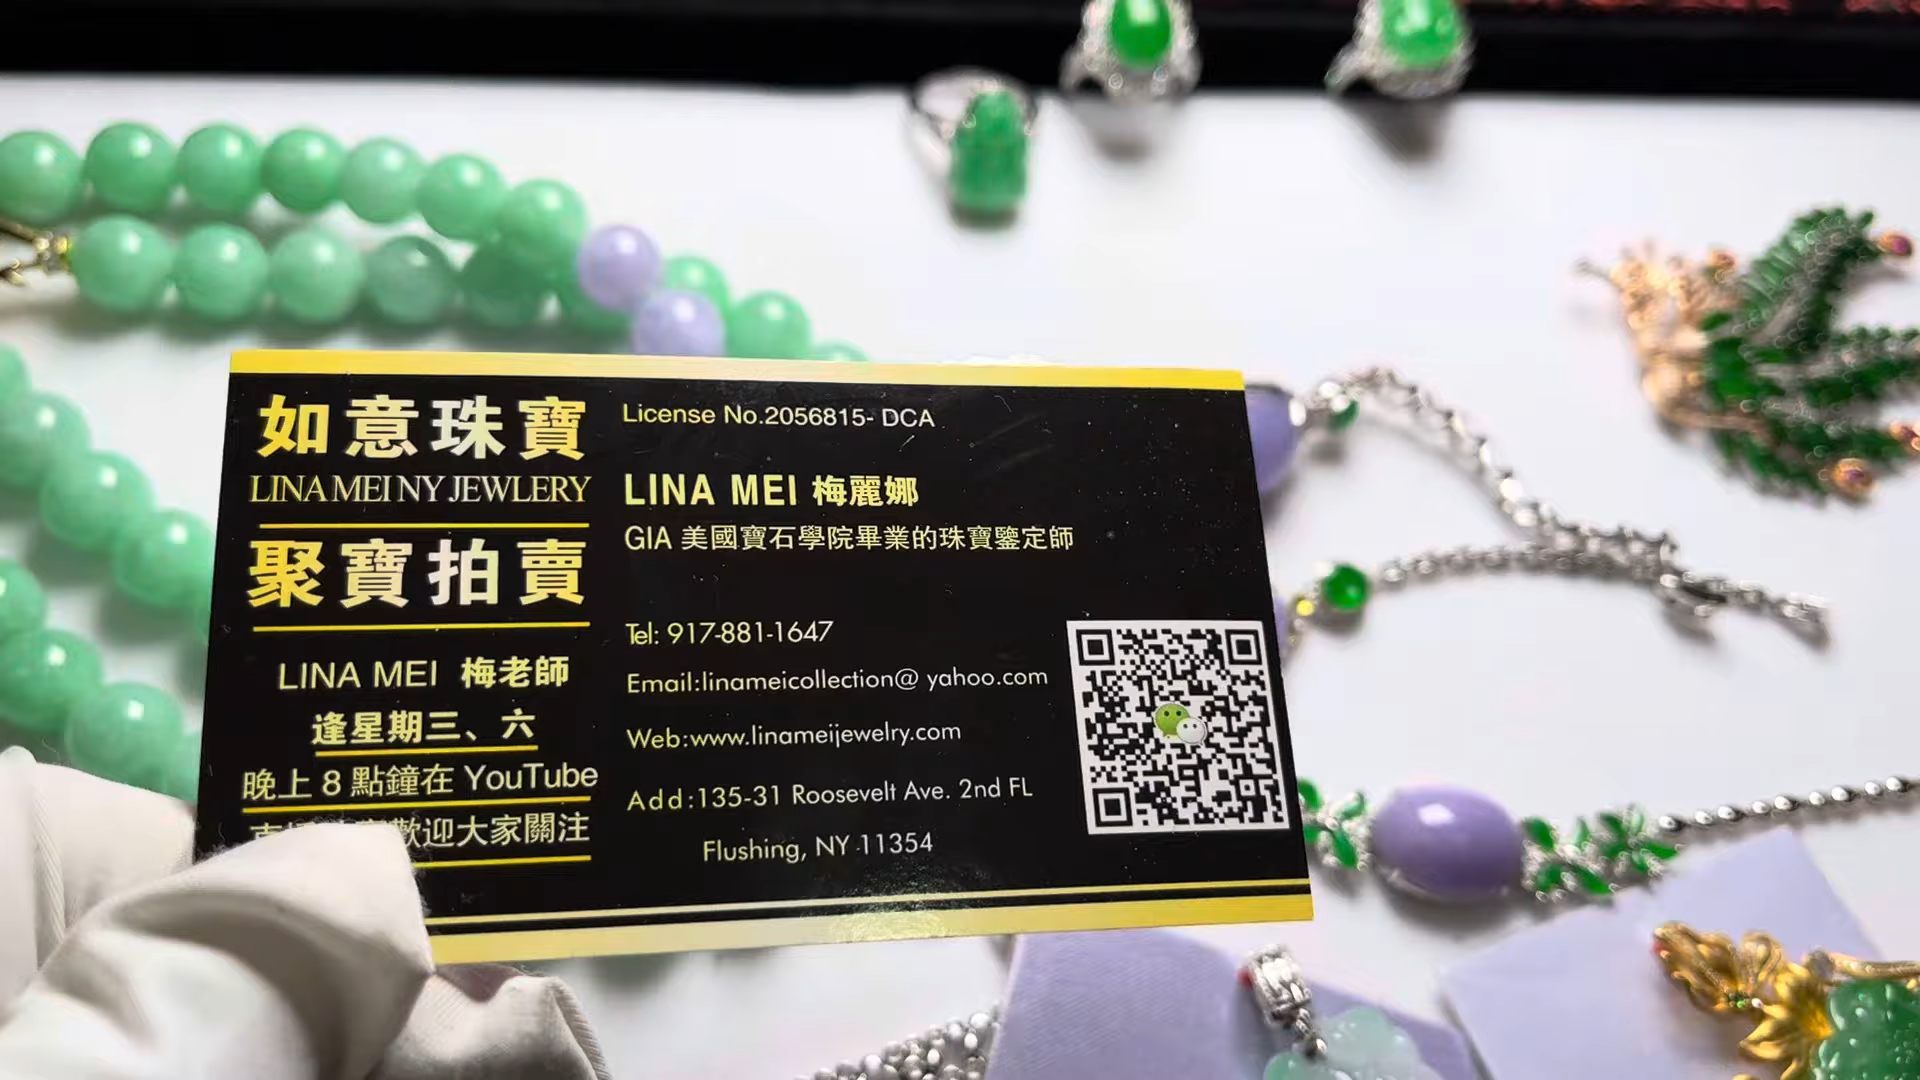 如意珠寶
LINA MEI NY JEWLERY
聚寶拍賣
LINA MEI 梅老師
逢星期三、六
晚上 8 點鐘在 YouTube
歡迎大家關注
License No.2056815- DCA
LINA MEI 梅麗娜
GIA 美國寶石學院畢業的珠寶鑒定師
Tel: 917-881-1647
Email:linameicollection@ yahoo.com
Web:www.linameijewelry.com
Add:135-31 Roosevelt Ave. 2nd FL
Flushing, NY 11354